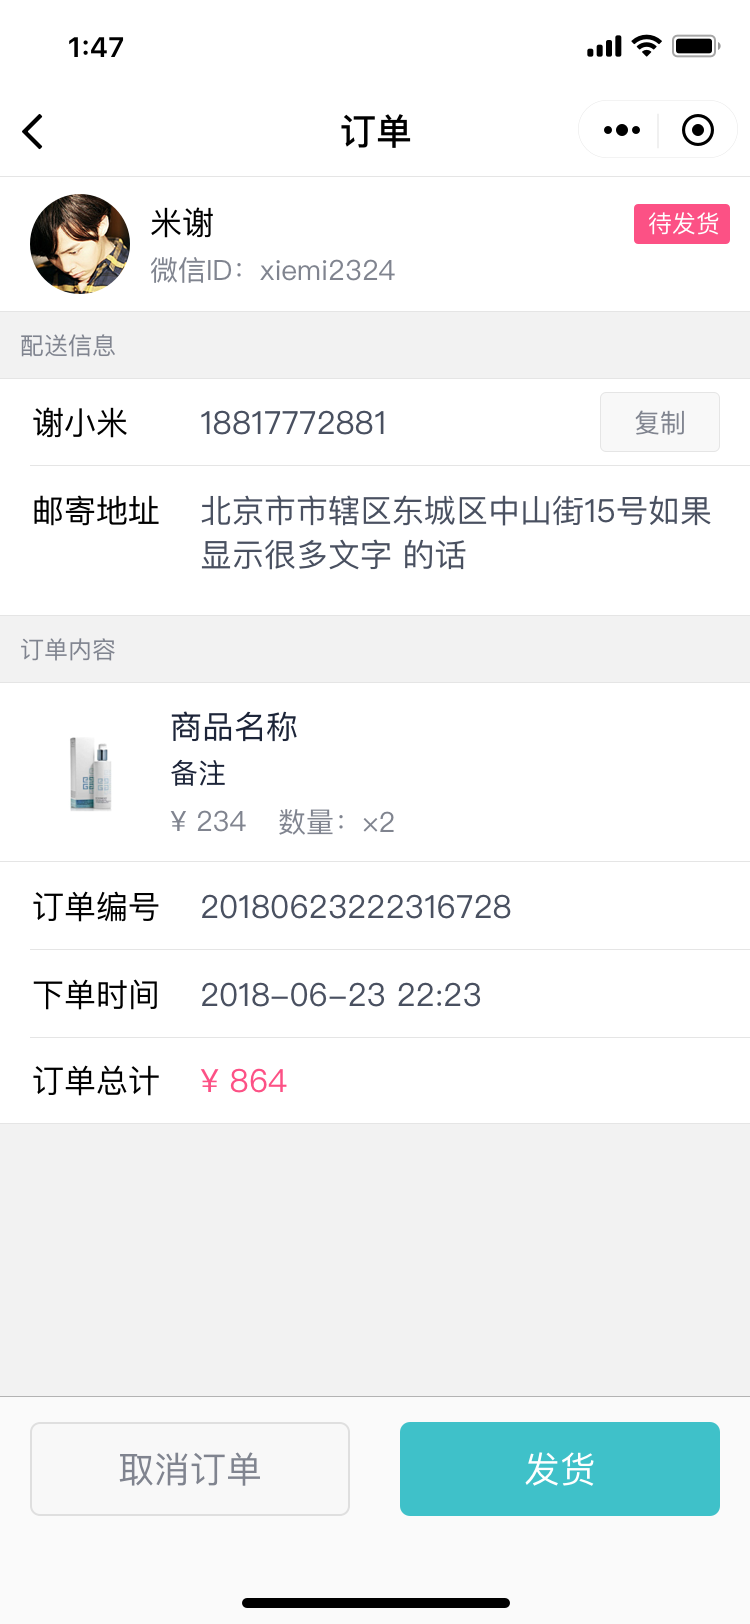 1:47
订单
米谢
待发货
微信ID：xiemi2324
配送信息
谢小米 18817772881 复制
邮寄地址 北京市市辖区东城区中山街15号如果
显示很多文字 的话
订单内容
商品名称
备注
¥ 234 数量：×2
订单编号 20180623222316728
下单时间 2018-06-23 22:23
订单总计 ¥ 864
取消订单 发货